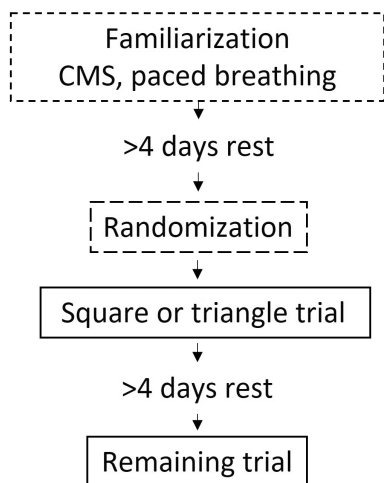 Familiarization
CMS, paced breathing
>4 days rest
Randomization
Square or triangle trial
>4 days rest
Remaining trial